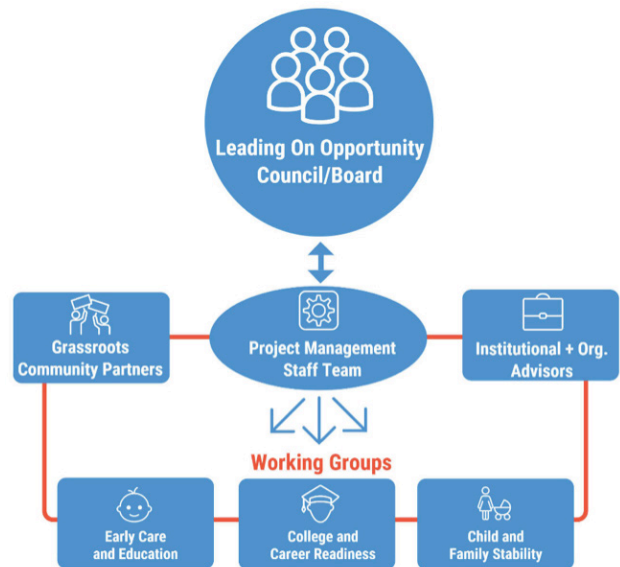 Leading On Opportunity
Council/Board
Grassroots
Community Partners
Project Management
Staff Team
Institutional + Org.
Advisors
Working Groups
Early Care
and Education
College and
Career Readiness
Child and
Family Stability